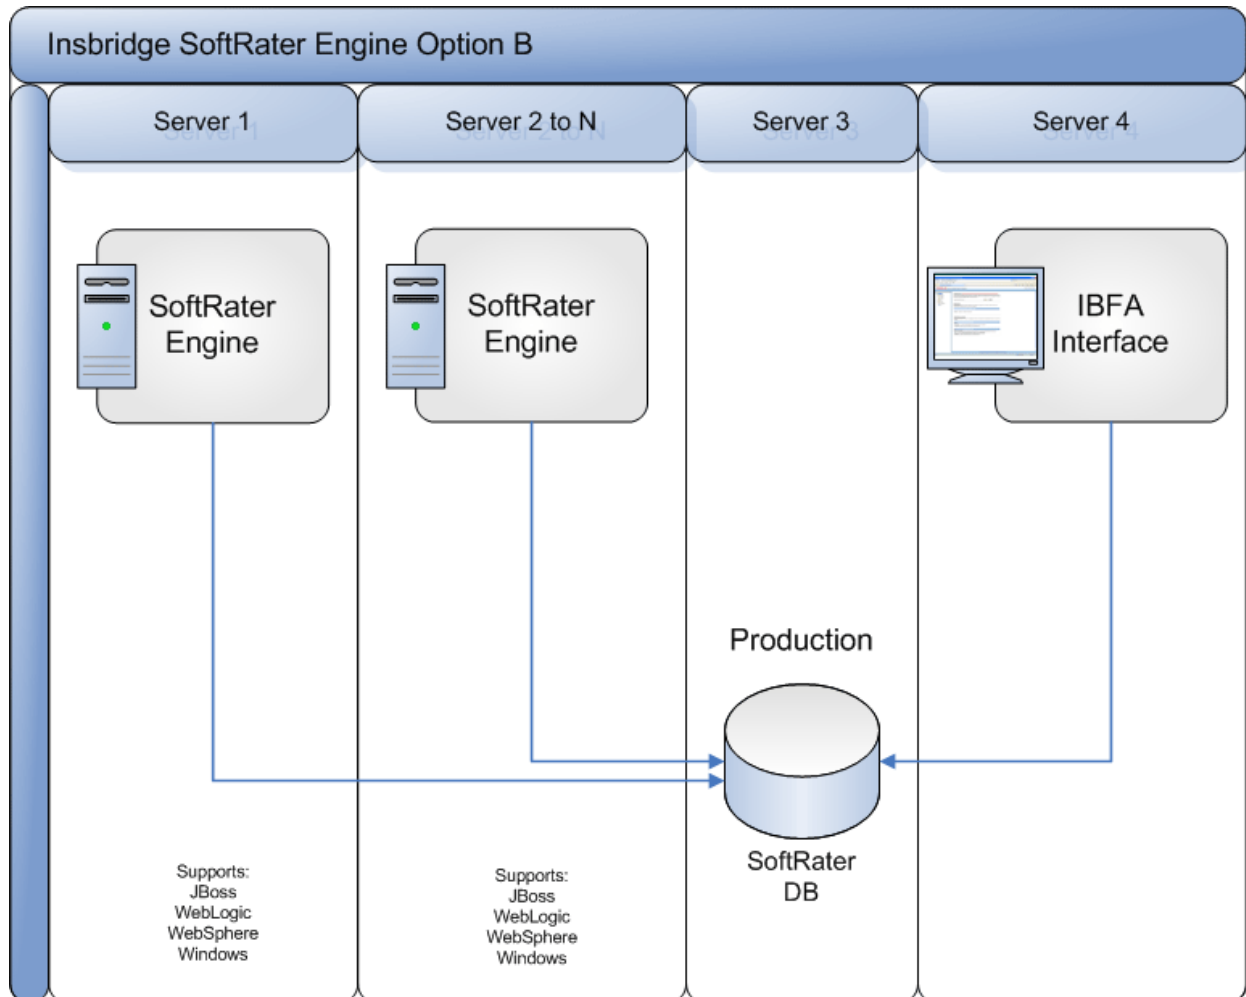 Insbridge SoftRater Engine Option B
Server 1
Server 2 to N
Server 3
Server 4
SoftRater
Engine
SoftRater
Engine
IBFA
Interface
Production
SoftRater
DB
Supports:
JBoss
WebLogic
WebSphere
Windows
Supports:
JBoss
WebLogic
WebSphere
Windows